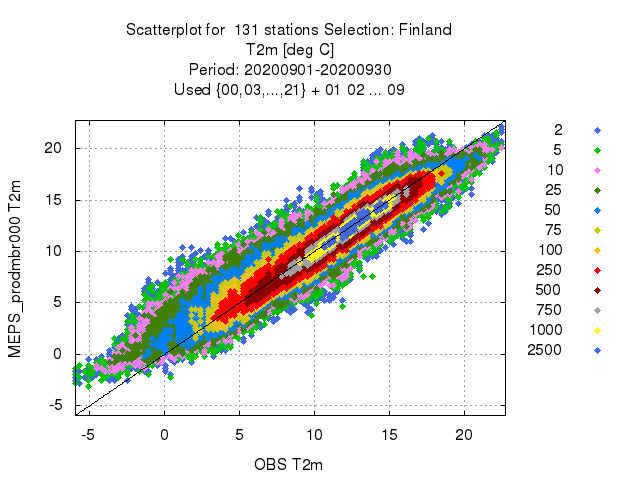 Scatterplot for 131 stations Selection: Finland
T2m [deg C]
Period: 20200901-20200930
Used {00,03,...,21} + 01 02 ... 09
MEPS_prodmbr000 T2m
20
15
10
5
0
-5
-5 0 5 10 15 20
OBS T2m
2
5
10
25
50
75
100
250
500
750
1000
2500